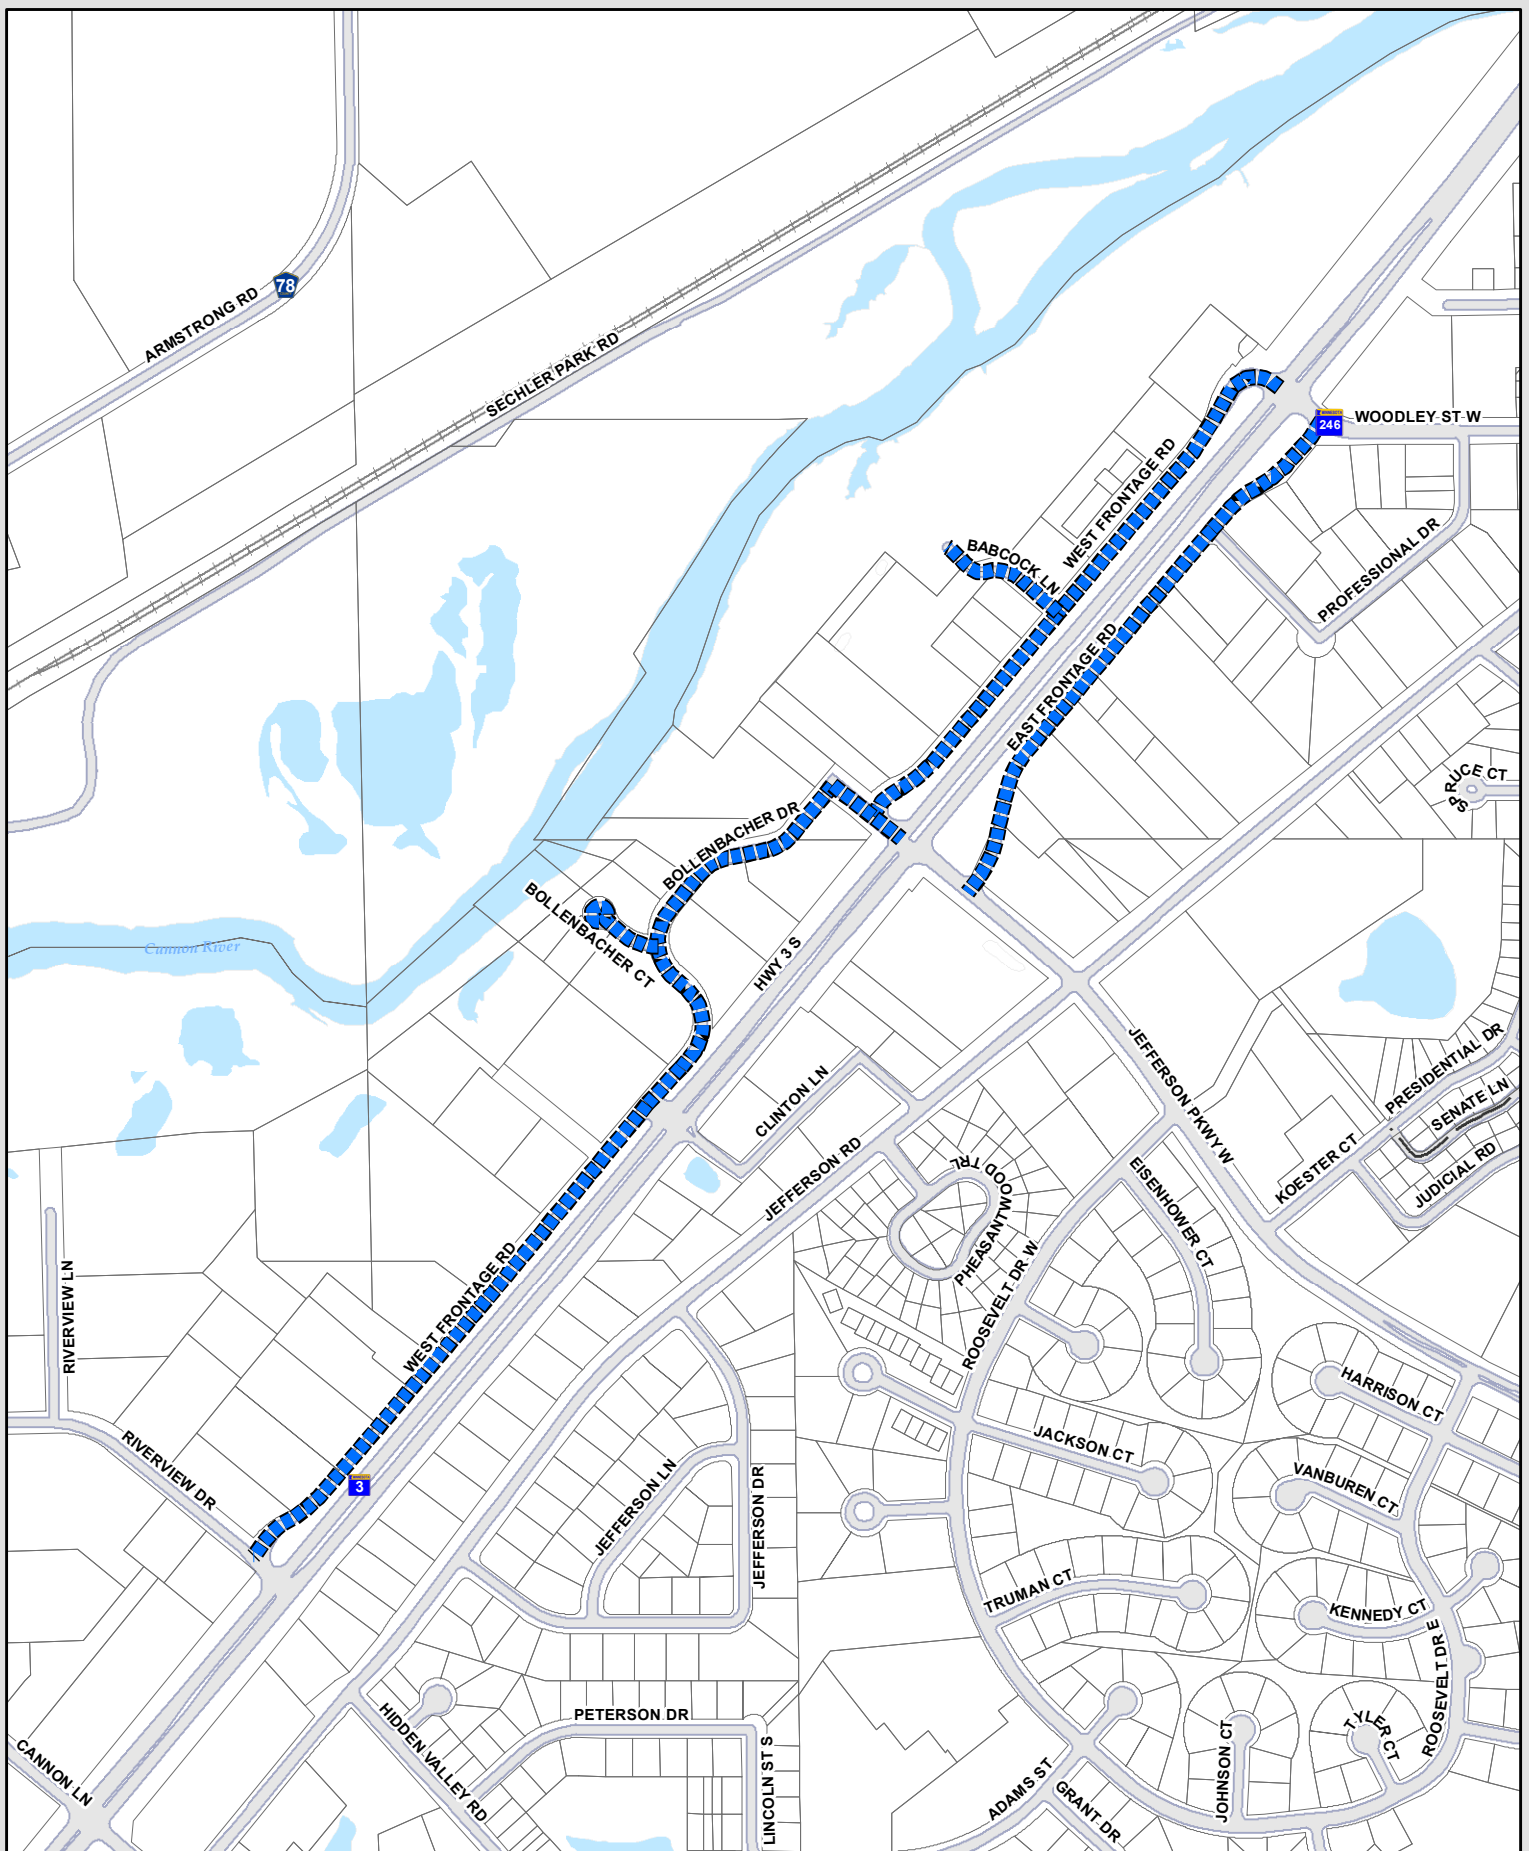 78
ARMSTRONG RD
SECHLER PARK RD
WOODLEY ST W
246
WEST FRONTAGE RD
BABCOCK LN
PROFESSIONAL DR
EAST FRONTAGE RD
SPRUCE CT
BOLLENBACHER DR
BOLLENBACHER CT
Cannon River
HWY 3 S
PRESIDENTIAL DR
SENATE LN
JUDICIAL RD
KOESTER CT
JEFFERSON PKWY W
CLINTON LN
JEFFERSON RD
PHEASANTWOOD TRL
EISENHOWER CT
ROOSEVELT DR W
WEST FRONTAGE RD
RIVERVIEW LN
RIVERVIEW DR
3
HARRISON CT
JACKSON CT
VANBUREN CT
JEFFERSON LN
JEFFERSON DR
TRUMAN CT
KENNEDY CT
ROOSEVELT DR E
PETERSON DR
HIDDEN VALLEY RD
TYLER CT
JOHNSON CT
CANNON LN
LINCOLN ST S
ADAMS ST
GRANT DR